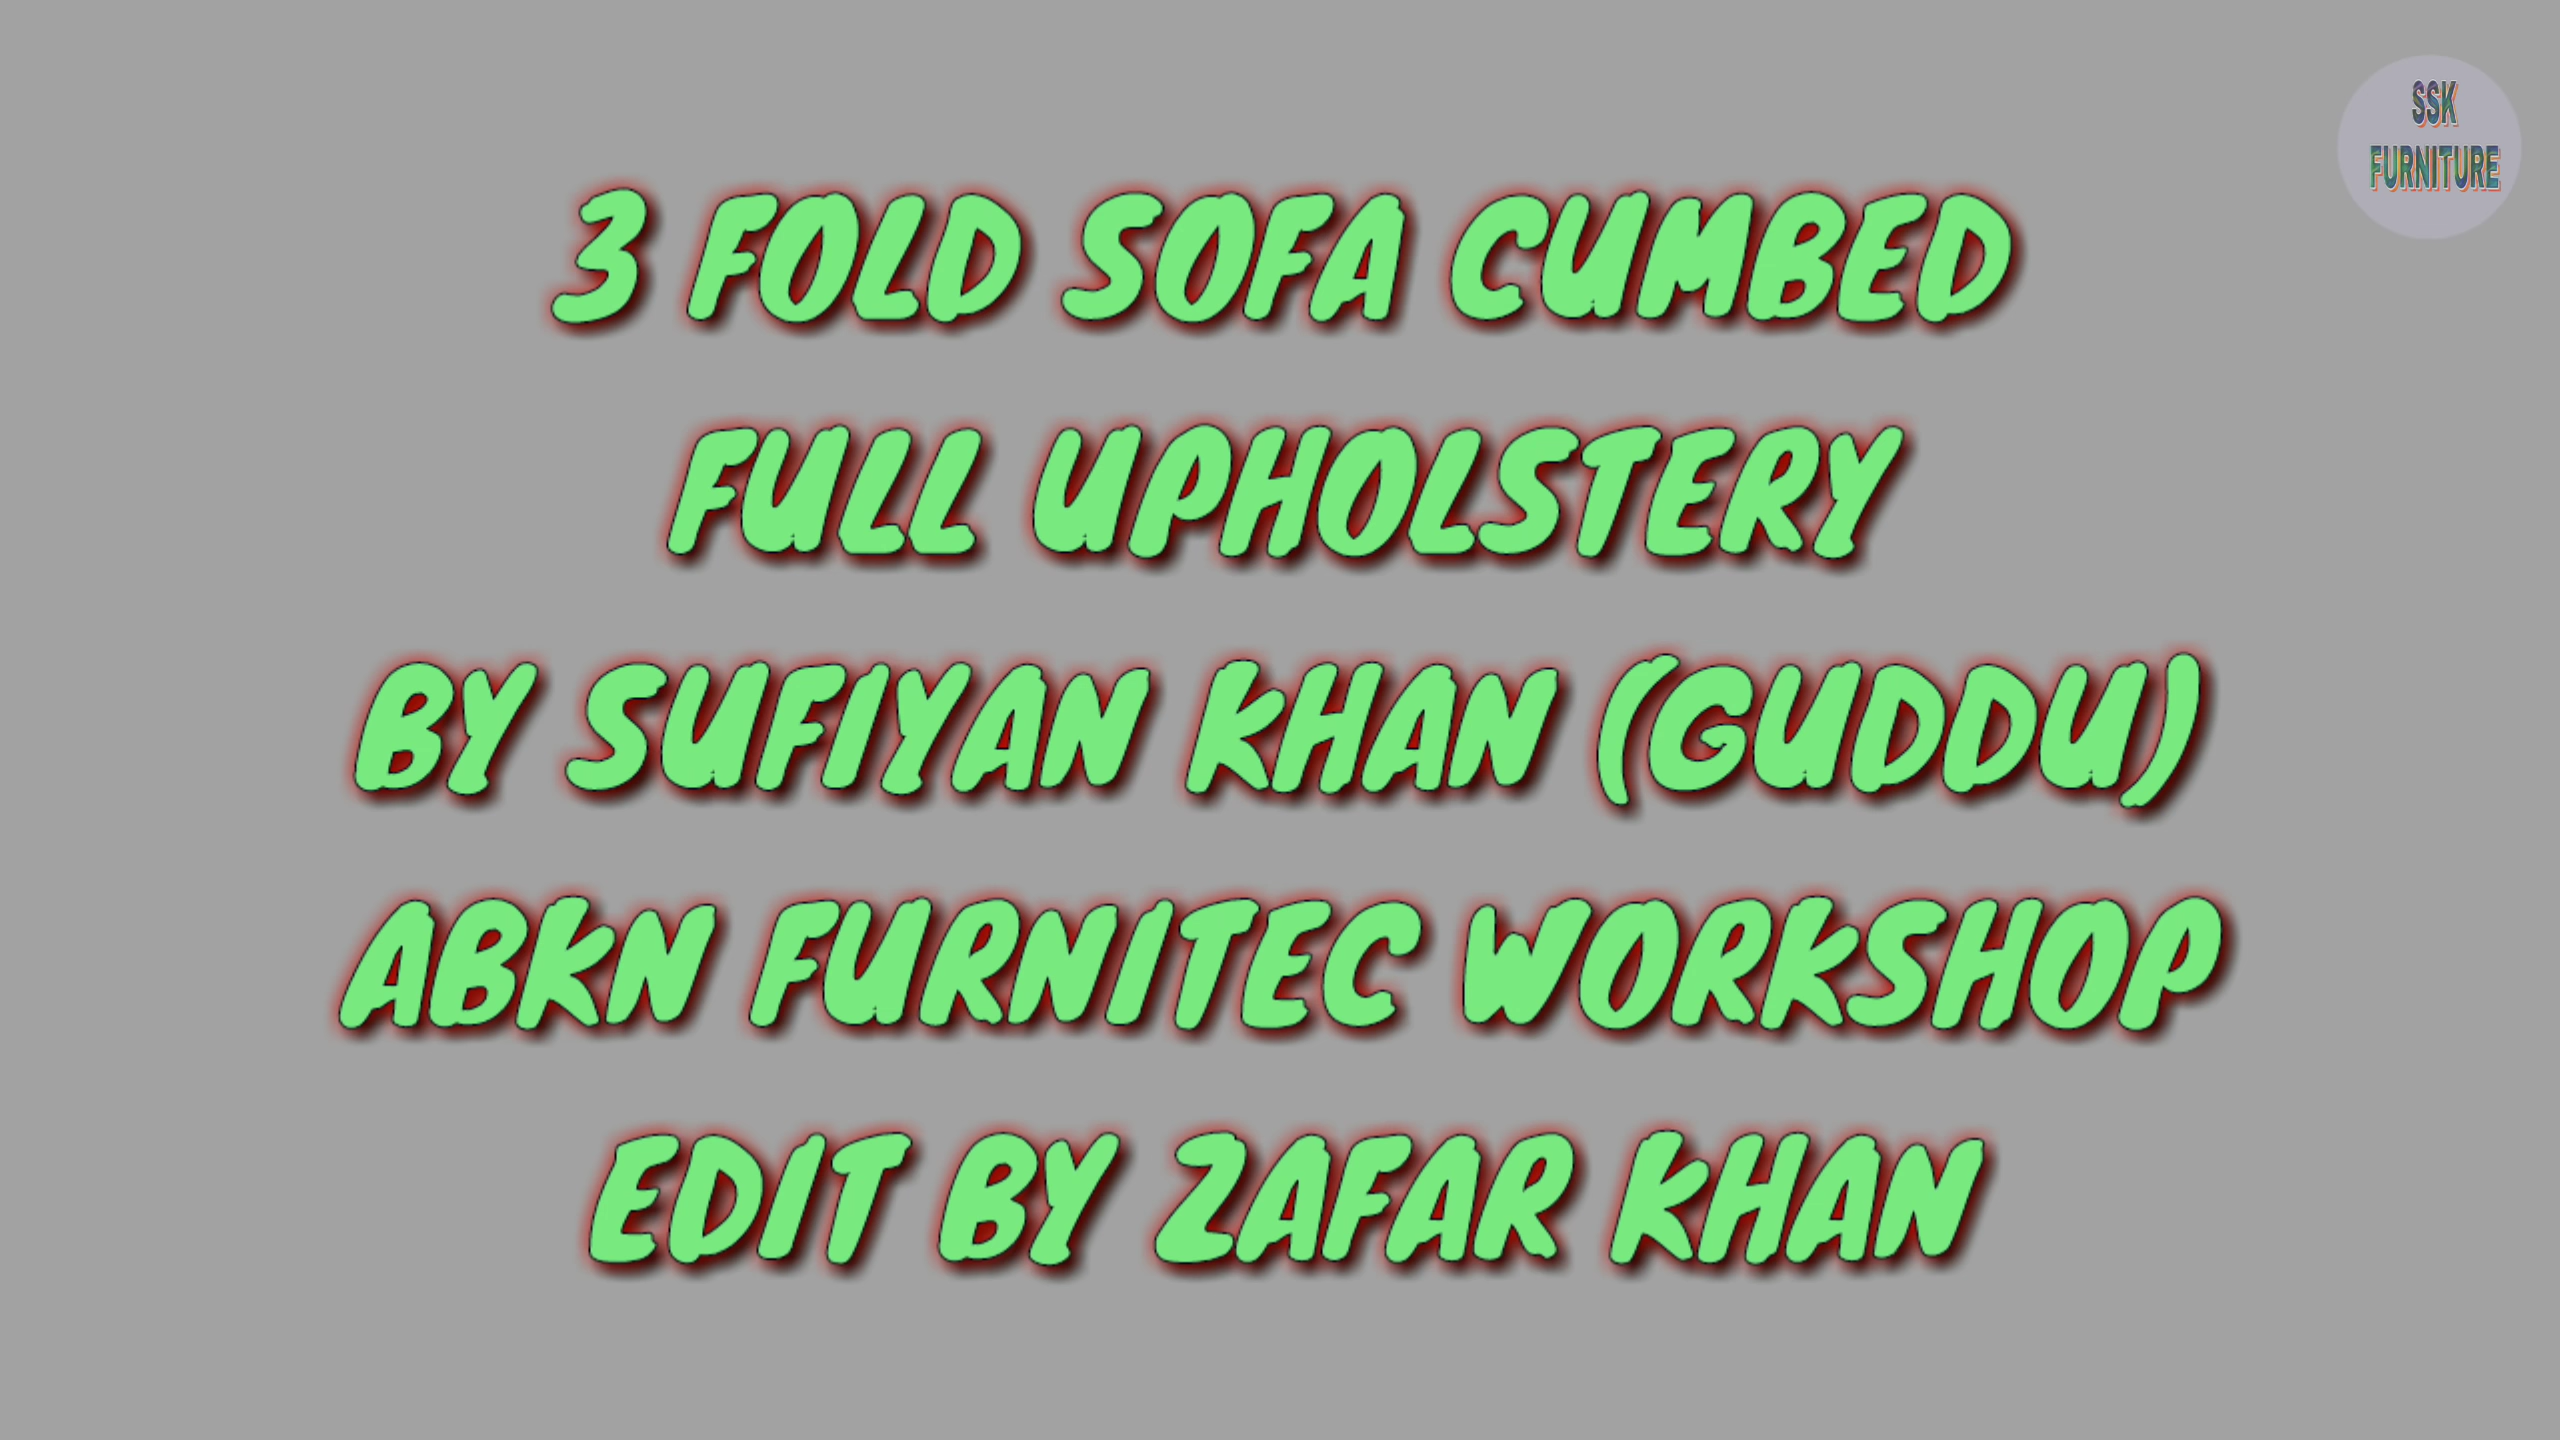 SSK
FURNITURE
3 FOLD SOFA CUMBED
FULL UPHOLSTERY
BY SUFIYAN KHAN (GUDDU)
ABKN FURNITEC WORKSHOP
EDIT BY ZAFAR KHAN